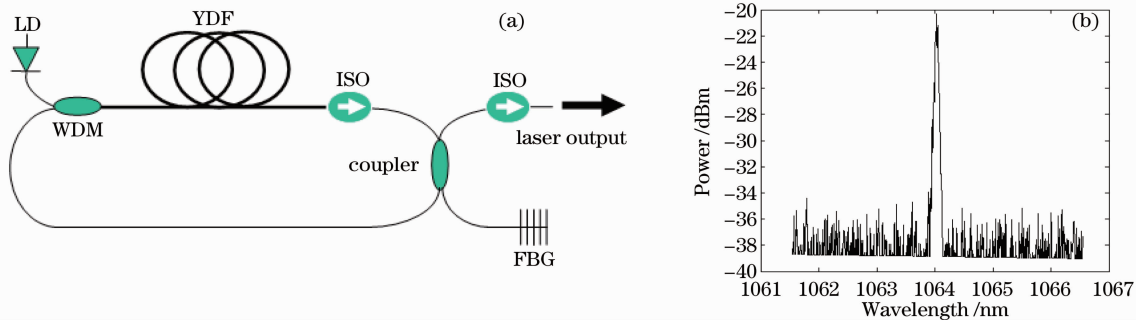 (a)
LD
YDF
ISO
ISO
WDM
laser output
coupler
FBG
(b)
Power /dBm
-20
-22
-24
-26
-28
-30
-32
-34
-36
-38
-40
1061 1062 1063 1064 1065 1066 1067
Wavelength /nm